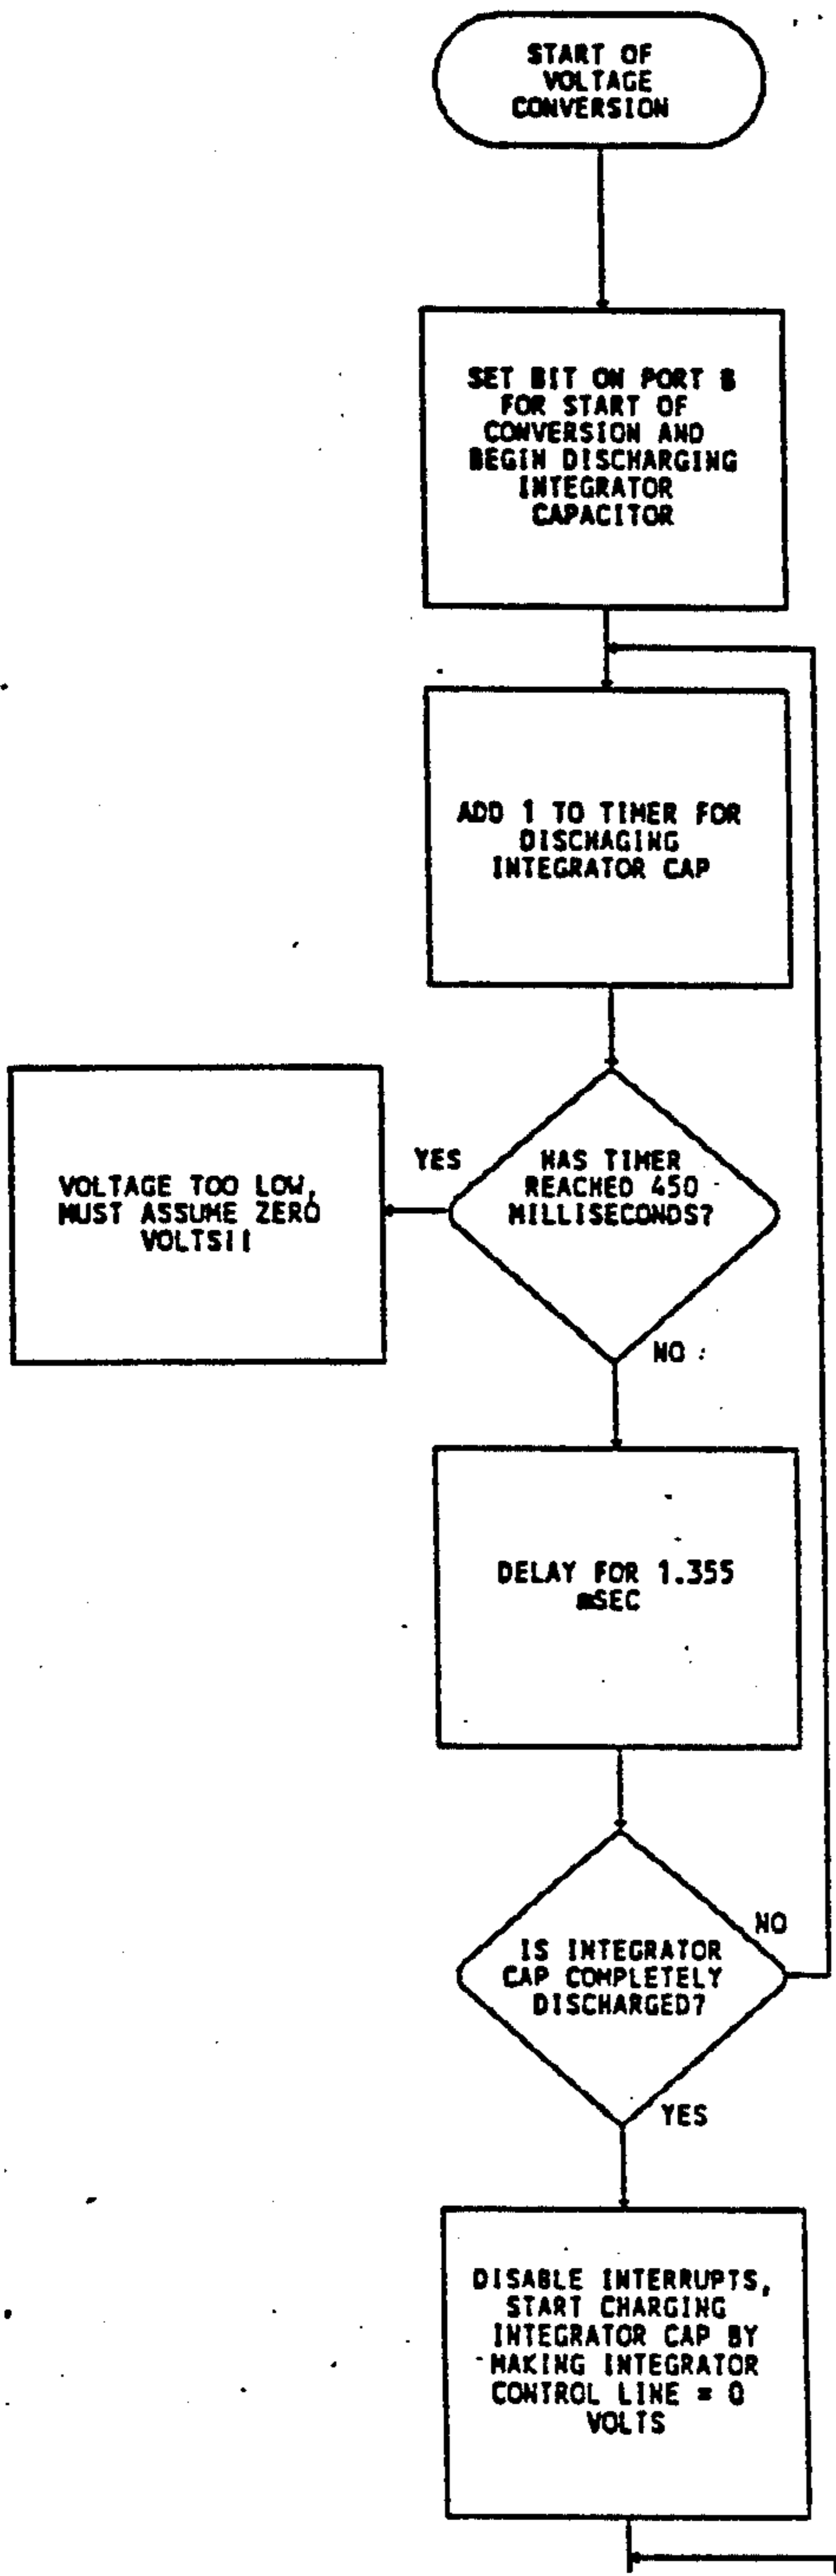 START OF
VOLTAGE
CONVERSION
SET BIT ON PORT B
FOR START OF
CONVERSION AND
BEGIN DISCHARGING
INTEGRATOR
CAPACITOR
ADD 1 TO TIMER FOR
DISCHAGING
INTEGRATOR CAP
HAS TIMER
REACHED 450
MILLISECONDS?
YES
VOLTAGE TOO LOW,
MUST ASSUME ZERO
VOLTS!!
NO
DELAY FOR 1.355
mSEC
IS INTEGRATOR
CAP COMPLETELY
DISCHARGED?
NO
YES
DISABLE INTERRUPTS,
START CHARGING
INTEGRATOR CAP BY
MAKING INTEGRATOR
CONTROL LINE = 0
VOLTS